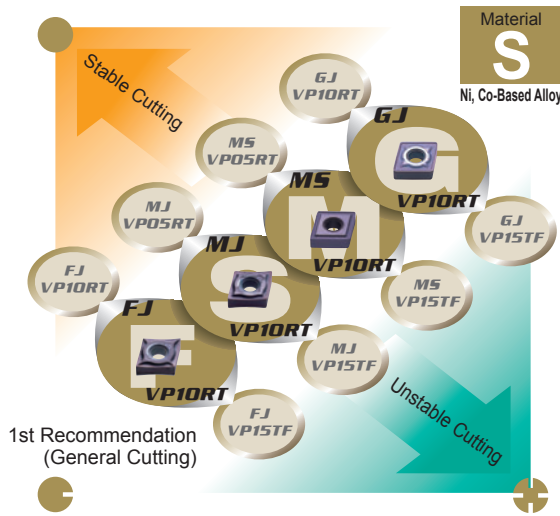 Material
S
Ni, Co-Based Alloy
Stable Cutting
GJ
VP10RT
GJ
G
VP10RT
MS
VP05RT
MS
M
VP10RT
GJ
VP15TF
MJ
VP05RT
MJ
S
VP10RT
MS
VP15TF
FJ
VP10RT
FJ
F
VP10RT
MJ
VP15TF
FJ
VP15TF
Unstable Cutting
1st Recommendation
(General Cutting)